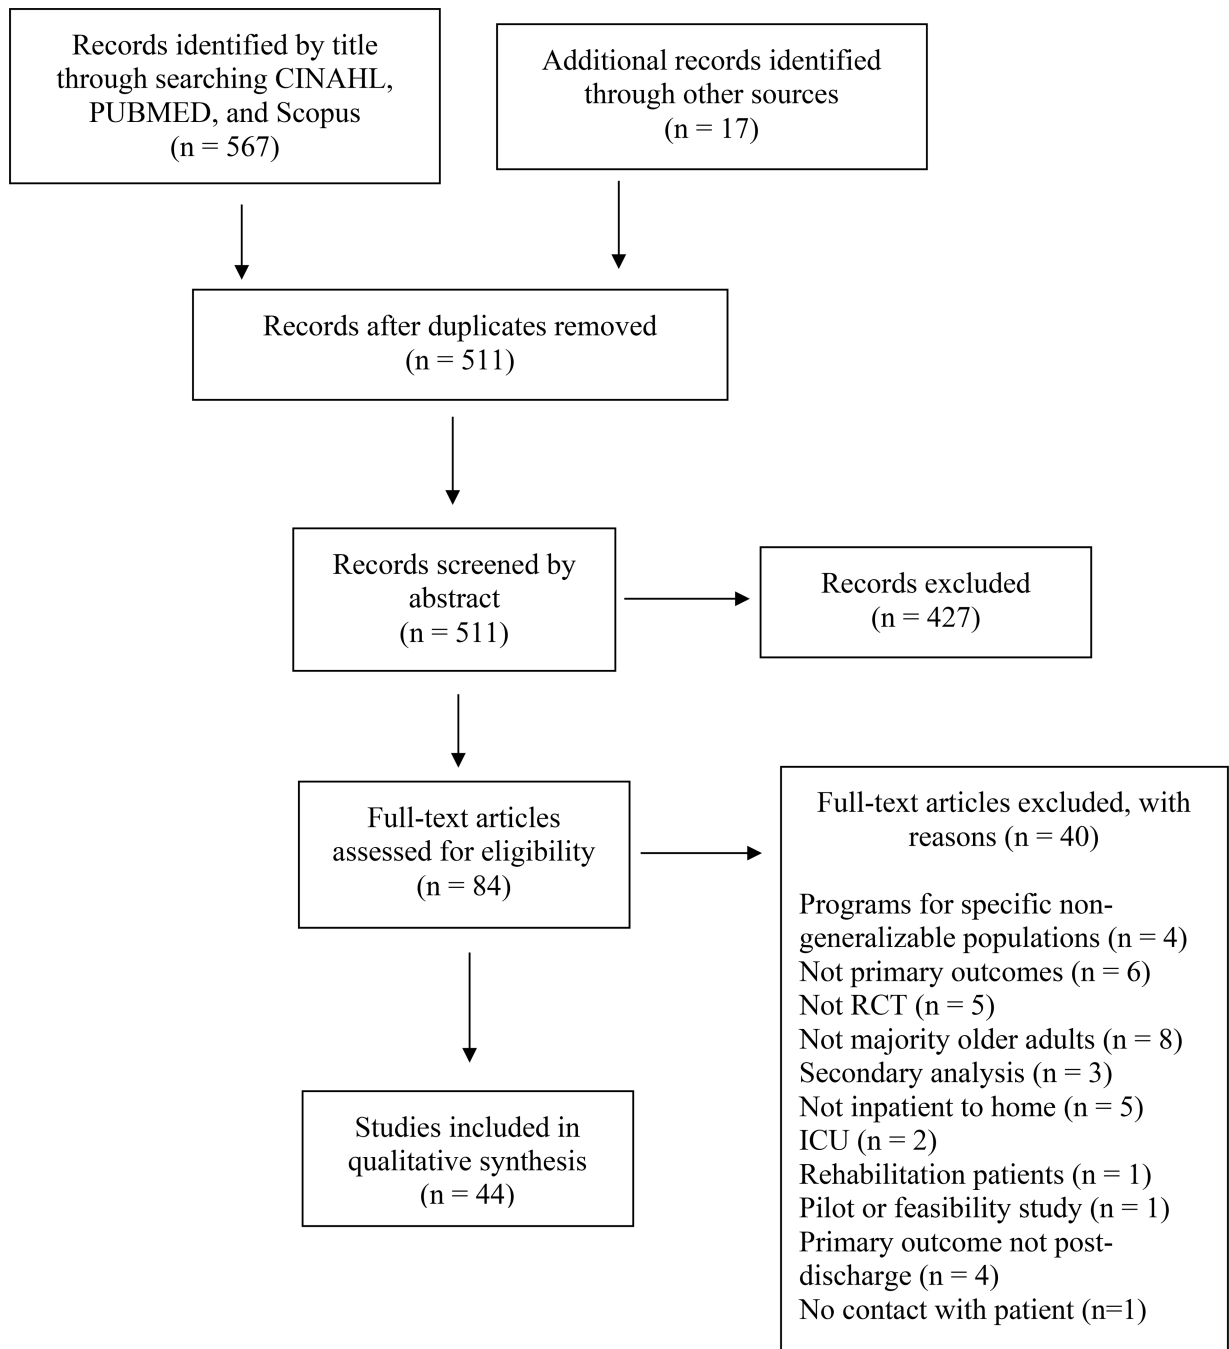 Records identified by title
through searching CINAHL,
PUBMED, and Scopus
(n = 567)
Additional records identified
through other sources
(n = 17)
Records after duplicates removed
(n = 511)
Records screened by
abstract
(n = 511)
Records excluded
(n = 427)
Full-text articles
assessed for eligibility
(n = 84)
Full-text articles excluded, with
reasons (n = 40)
Programs for specific non-
generalizable populations (n = 4)
Not primary outcomes (n = 6)
Not RCT (n = 5)
Not majority older adults (n = 8)
Secondary analysis (n = 3)
Not inpatient to home (n = 5)
ICU (n = 2)
Rehabilitation patients (n = 1)
Pilot or feasibility study (n = 1)
Primary outcome not post-
discharge (n = 4)
No contact with patient (n=1)
Studies included in
qualitative synthesis
(n = 44)